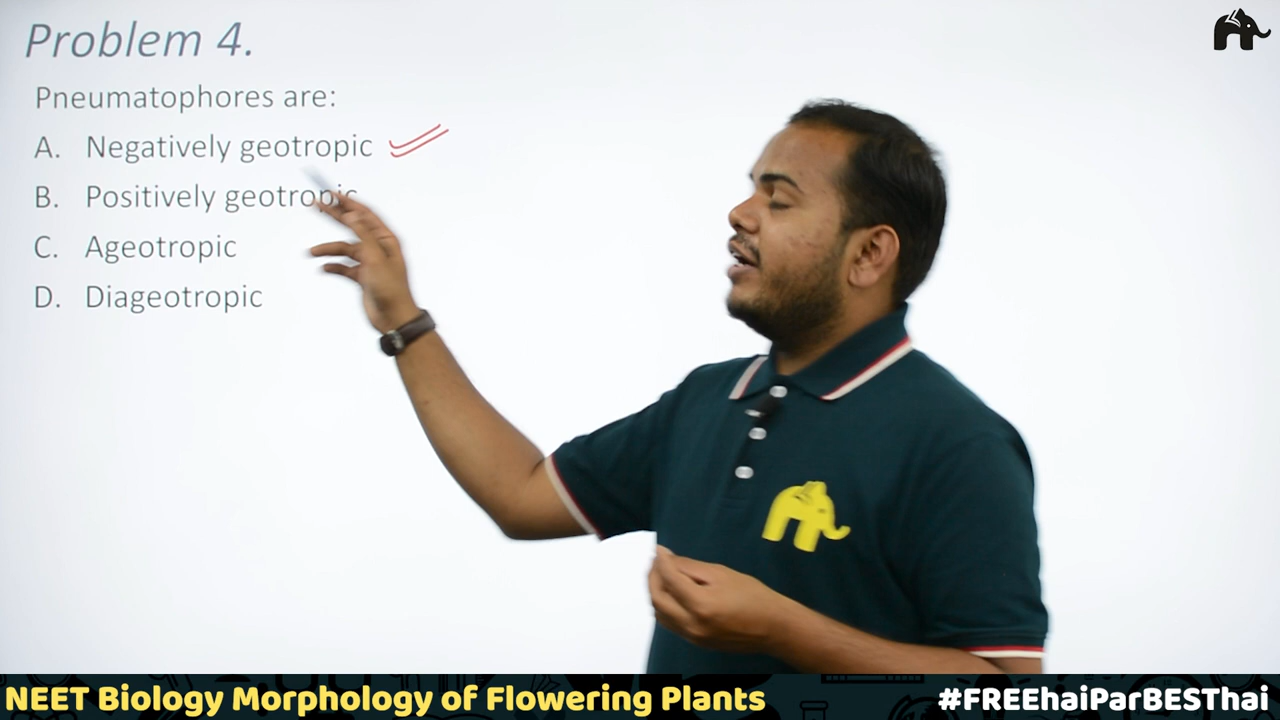 Problem 4.
Pneumatophores are:
A. Negatively geotropic
B. Positively geotropic
C. Ageotropic
D. Diageotropic
NEET Biology Morphology of Flowering Plants
#FREEhaiParBESThai